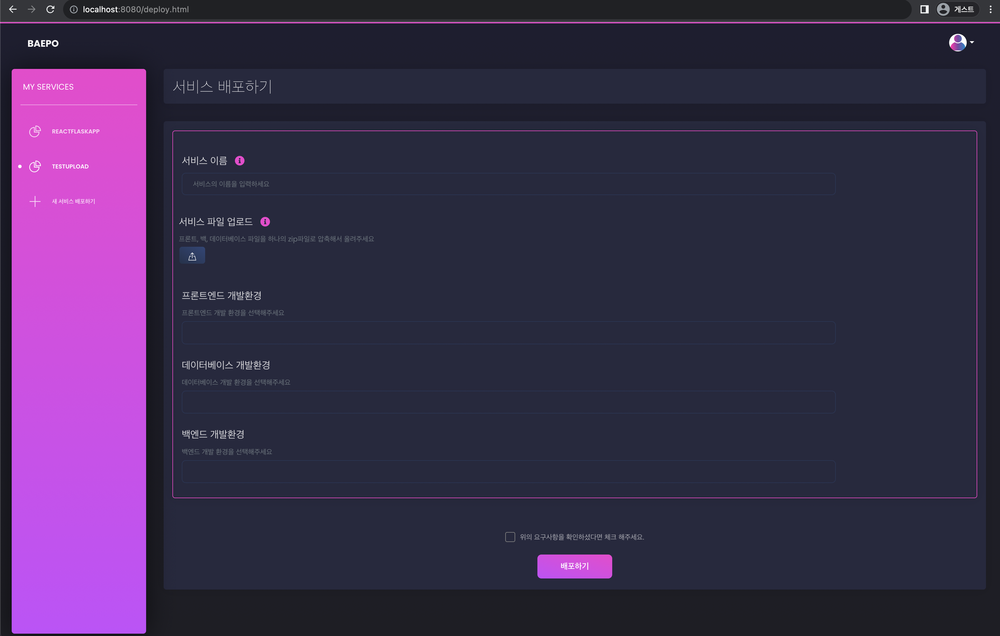 localhost:8080/deploy.html
게스트
BAEPO
MY SERVICES
REACTFLASKAPP
TESTUPLOAD
새 서비스 배포하기
서비스 배포하기
서비스 이름
서비스의 이름을 입력하세요
서비스 파일 업로드
프론트, 백, 데이터베이스 파일을 하나의 zip파일로 압축해서 올려주세요
프론트엔드 개발환경
프론트엔드 개발 환경을 선택해주세요
데이터베이스 개발환경
데이터베이스 개발 환경을 선택해주세요
백엔드 개발환경
백엔드 개발 환경을 선택해주세요
위의 요구사항을 확인하셨다면 체크 해주세요.
배포하기